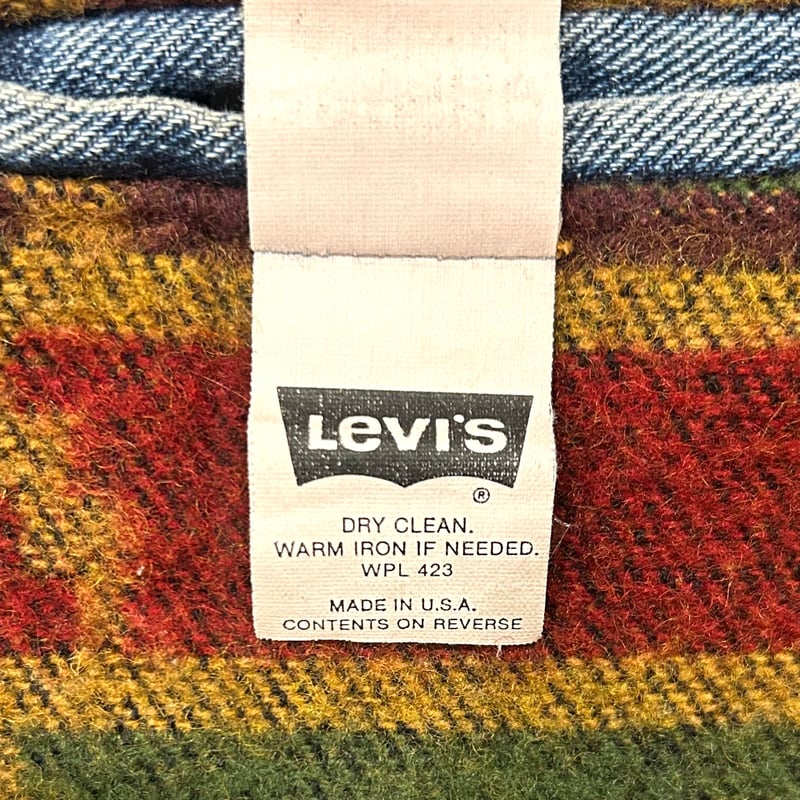 Levi's
®
DRY CLEAN.
WARM IRON IF NEEDED.
WPL 423
MADE IN U.S.A.
CONTENTS ON REVERSE